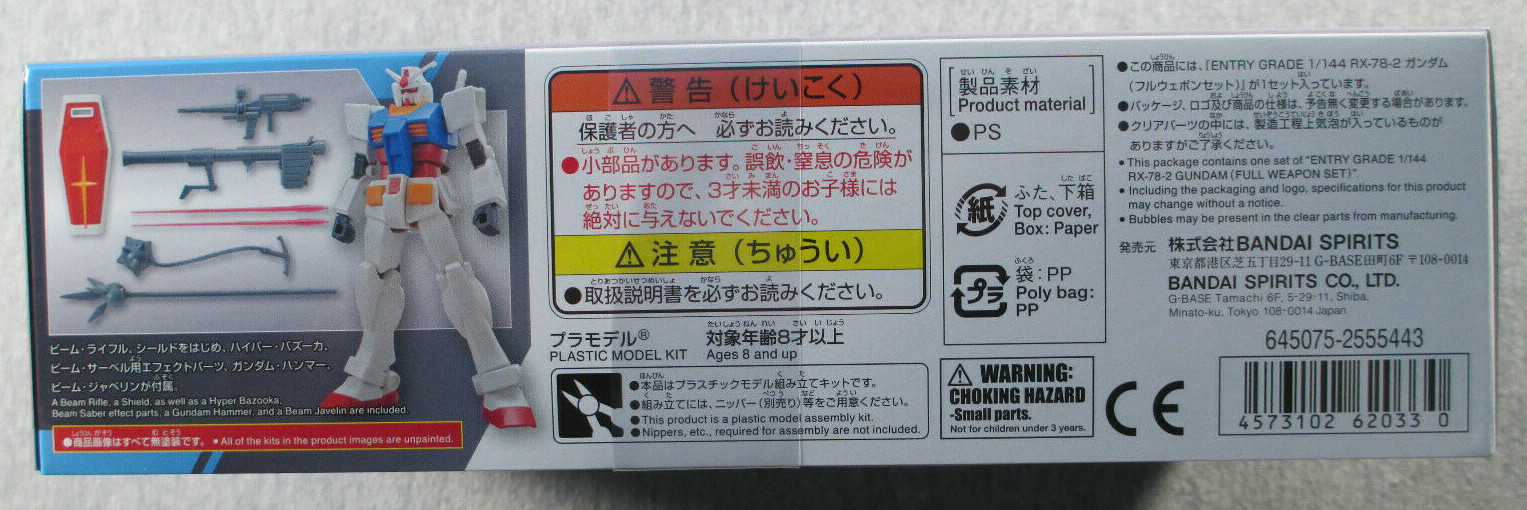 ビーム・ライフル、シールドをはじめ、ハイパー・バズーカ、
ビーム・サーベル用エフェクトパーツ、ガンダム・ハンマー、
ビーム・ジャベリンが付属。
A Beam Rifle, a Shield, as well as a Hyper Bazooka,
Beam Saber effect parts, a Gundam Hammer, and a Beam Javelin are included.
●商品画像はすべて無塗装です。 ●All of the kits in the product images are unpainted.
警告(けいこく)
保護者の方へ 必ずお読みください。
●小部品があります。誤飲・窒息の危険が
ありますので、3才未満のお子様には
絶対に与えないでください。
注意(ちゅうい)
●取扱説明書を必ずお読みください。
プラモデル®
PLASTIC MODEL KIT
対象年齢8才以上
Ages 8 and up
●本品はプラスチックモデル組み立てキットです。
●組み立てには、ニッパー(別売り)等をご用意ください。
●This product is a plastic model assembly kit.
●Nippers, etc., required for assembly are not included.
製品素材
Product material
●PS
紙
ふた、下箱
Top cover,
Box: Paper
プラ
袋:PP
Poly bag:
PP
WARNING:
CHOKING HAZARD
-Small parts.
Not for children under 3 years.
CE
●この商品には、「ENTRY GRADE 1/144 RX-78-2 ガンダム
(フルウェポンセット)」が1セット入っています。
●パッケージ、ロゴ及び商品の仕様は、予告無く変更する場合があります。
●クリアパーツの中には、製造工程上気泡が入っているものが
ありますがご了承ください。
●This package contains one set of "ENTRY GRADE 1/144
RX-78-2 GUNDAM (FULL WEAPON SET)".
●Including the packaging and logo, specifications for this product
may change without a notice.
●Bubbles may be present in the clear parts from manufacturing.
発売元 株式会社BANDAI SPIRITS
東京都港区芝五丁目29-11 G-BASE田町6F 〒108-0014
BANDAI SPIRITS CO., LTD.
G-BASE Tamachi 6F, 5-29-11, Shiba,
Minato-ku, Tokyo 108-0014 Japan
645075-2555443
4573102 62033 0